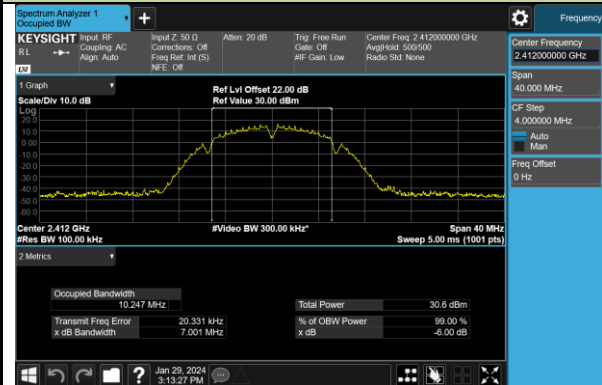 Spectrum Analyzer 1
Occupied BW
+
Frequency
KEYSIGHT
RL
LXI
Input: RF
Coupling: AC
Align: Auto
Input Z: 50 Ω
Corrections: Off
Freq Ref: Int (S)
NFE: Off
Atten: 20 dB
Trig: Free Run
Gate: Off
#IF Gain: Low
Center Freq: 2.412000000 GHz
Avg|Hold: 500/500
Radio Std: None
Center Frequency
2.412000000 GHz
Span
40.000 MHz
CF Step
4.000000 MHz
Auto
Man
Freq Offset
0 Hz
1 Graph
Scale/Div 10.0 dB
Ref Lvl Offset 22.00 dB
Ref Value 30.00 dBm
Log
20.0
10.0
0.00
-10.0
-20.0
-30.0
-40.0
-50.0
-60.0
Center 2.412 GHz
#Res BW 100.00 kHz
#Video BW 300.00 kHz*
Span 40 MHz
Sweep 5.00 ms (1001 pts)
2 Metrics
Occupied Bandwidth
10.247 MHz
Transmit Freq Error 20.331 kHz
x dB Bandwidth 7.001 MHz
Total Power 30.6 dBm
% of OBW Power 99.00 %
x dB -6.00 dB
?
Jan 29, 2024
3:13:27 PM